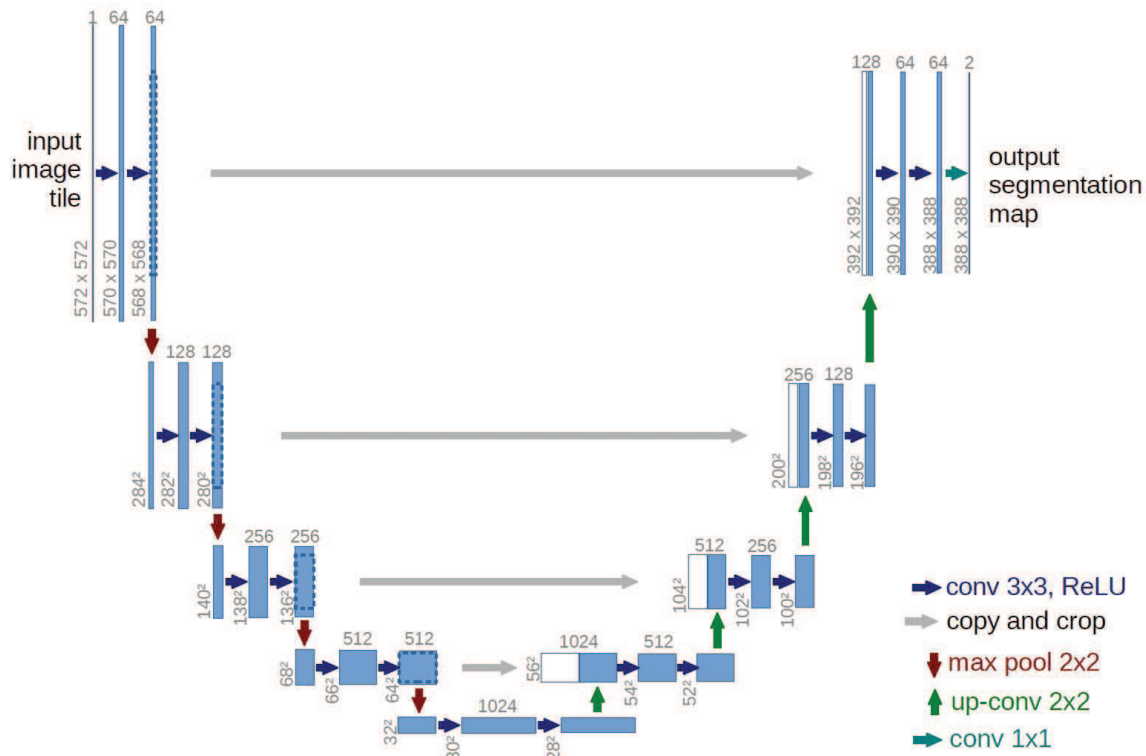 1 64 64
input
image
tile
572 x 572
570 x 570
568 x 568
128 64 64 2
output
segmentation
map
392 x 392
390 x 390
388 x 388
388 x 388
128 128
284²
282²
280²
256 128
200²
198²
196²
256 256
140²
138²
136²
512 256
104²
102²
100²
512 512
68²
66²
64²
1024 512
56²
54²
52²
1024
32²
30²
28²
conv 3x3, ReLU
copy and crop
max pool 2x2
up-conv 2x2
conv 1x1